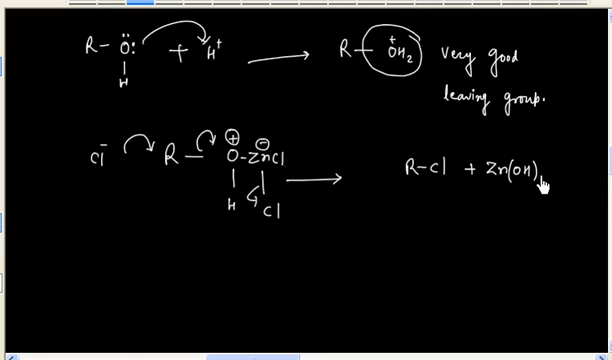 R-Ö: + H⁺ ⟶ R-⁺OH₂ Very good
H
leaving group.
Cl⁻ R-O⊕-Zn⊖Cl ⟶ R-Cl + Zn(OH)
H Cl